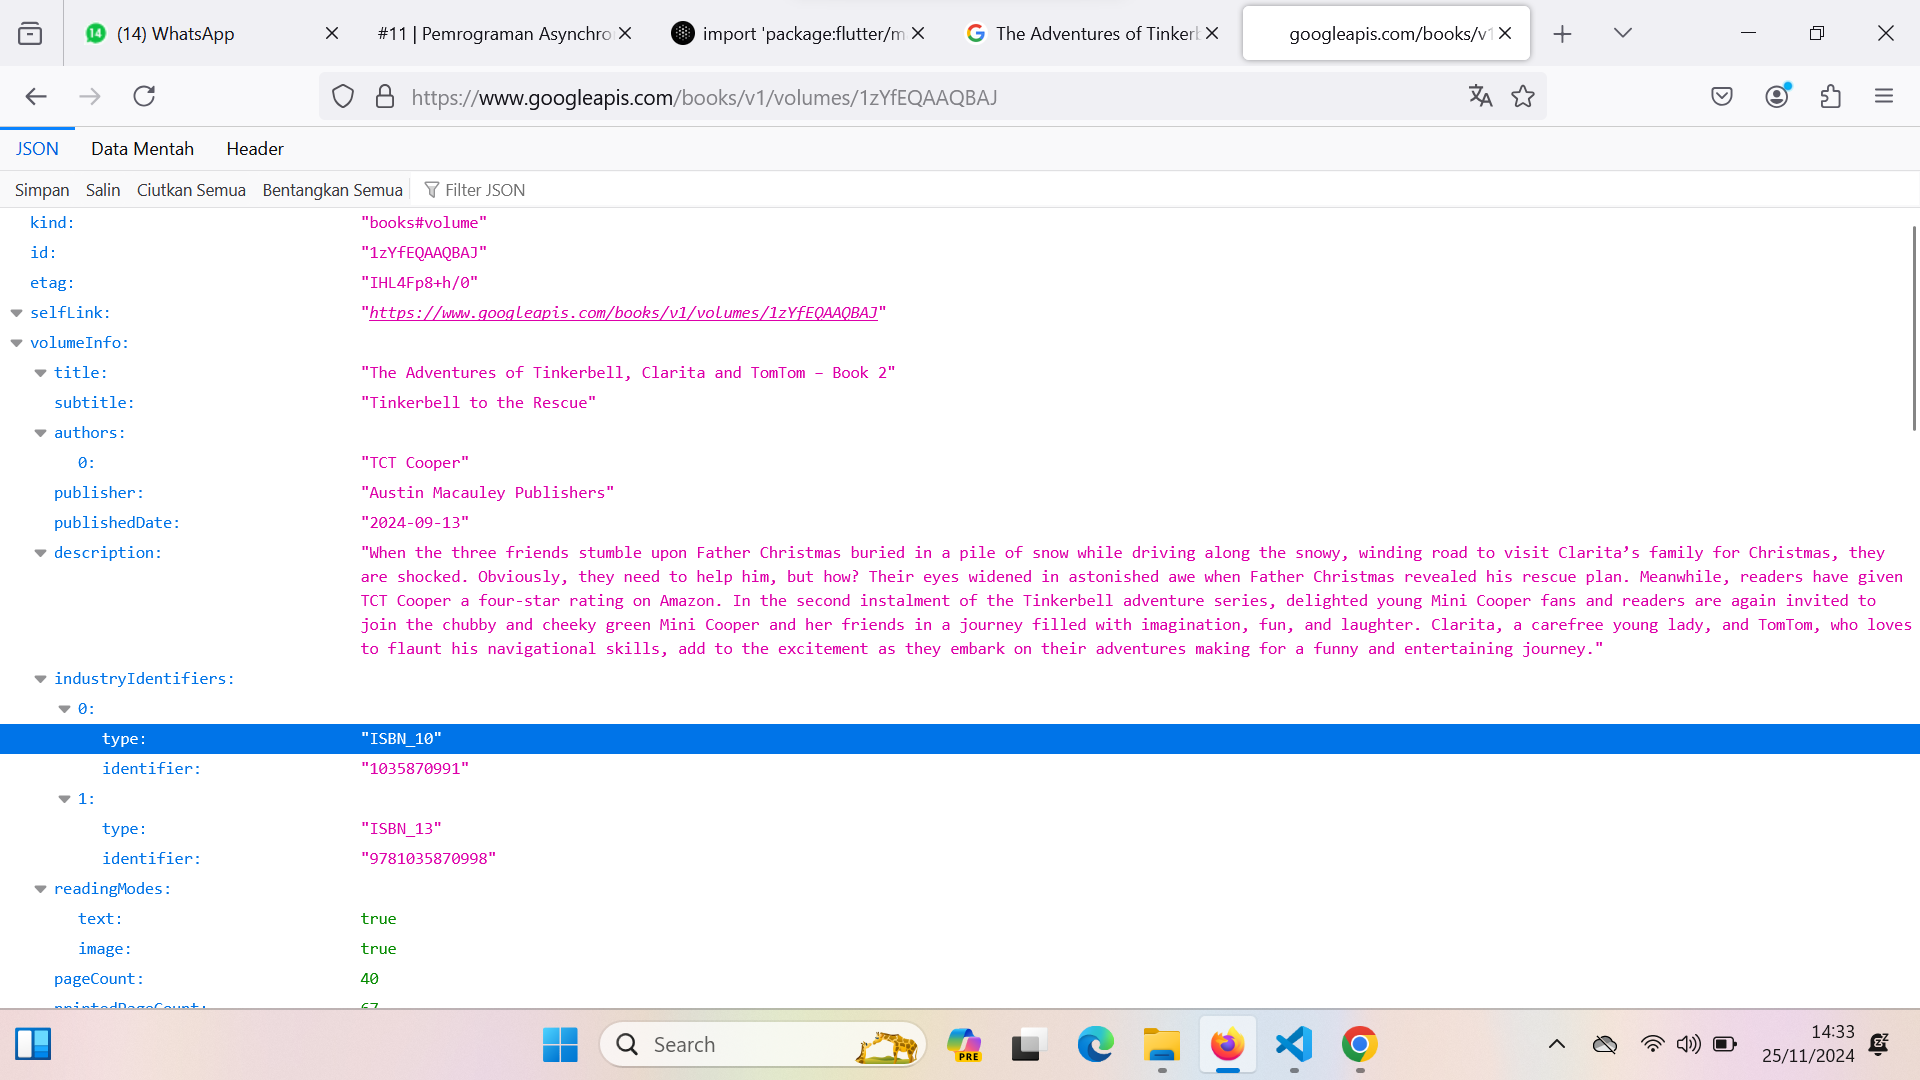 14 (14) WhatsApp
#11 | Pemrograman Asynchro
import 'package:flutter/m
The Adventures of Tinkerb
googleapis.com/books/v1
https://www.googleapis.com/books/v1/volumes/1zYfEQAAQBAJ
JSON Data Mentah Header
Simpan Salin Ciutkan Semua Bentangkan Semua Filter JSON
kind: "books#volume"
id: "1zYfEQAAQBAJ"
etag: "IHL4Fp8+h/0"
selfLink: "https://www.googleapis.com/books/v1/volumes/1zYfEQAAQBAJ"
volumeInfo:
title: "The Adventures of Tinkerbell, Clarita and TomTom – Book 2"
subtitle: "Tinkerbell to the Rescue"
authors:
0: "TCT Cooper"
publisher: "Austin Macauley Publishers"
publishedDate: "2024-09-13"
description: "When the three friends stumble upon Father Christmas buried in a pile of snow while driving along the snowy, winding road to visit Clarita’s family for Christmas, they
are shocked. Obviously, they need to help him, but how? Their eyes widened in astonished awe when Father Christmas revealed his rescue plan. Meanwhile, readers have given
TCT Cooper a four-star rating on Amazon. In the second instalment of the Tinkerbell adventure series, delighted young Mini Cooper fans and readers are again invited to
join the chubby and cheeky green Mini Cooper and her friends in a journey filled with imagination, fun, and laughter. Clarita, a carefree young lady, and TomTom, who loves
to flaunt his navigational skills, add to the excitement as they embark on their adventures making for a funny and entertaining journey."
industryIdentifiers:
0:
type: "ISBN_10"
identifier: "1035870991"
1:
type: "ISBN_13"
identifier: "9781035870998"
readingModes:
text: true
image: true
pageCount: 40
printedPageCount: 67
Search
PRE
14:33
25/11/2024